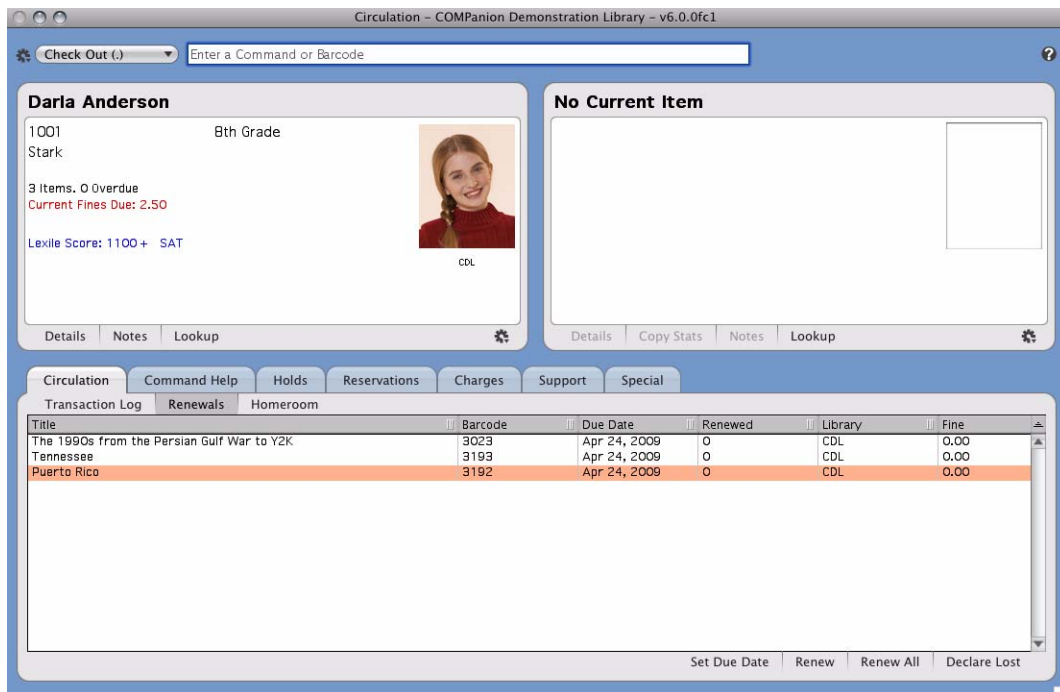 Circulation – COMPanion Demonstration Library – v6.0.0fc1
Check Out (.) Enter a Command or Barcode ?
Darla Anderson
1001 8th Grade
Stark
3 Items. 0 Overdue
Current Fines Due: 2.50
Lexile Score: 1100 + SAT
CDL
Details Notes Lookup
No Current Item
Details Copy Stats Notes Lookup
Circulation Command Help Holds Reservations Charges Support Special
Transaction Log Renewals Homeroom
Title Barcode Due Date Renewed Library Fine
The 1990s from the Persian Gulf War to Y2K 3023 Apr 24, 2009 0 CDL 0.00
Tennessee 3193 Apr 24, 2009 0 CDL 0.00
Puerto Rico 3192 Apr 24, 2009 0 CDL 0.00
Set Due Date Renew Renew All Declare Lost